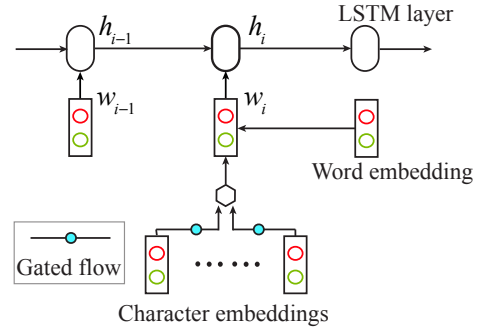 LSTM layer
h_{i-1}
h_i
w_{i-1}
w_i
Word embedding
Gated flow
Character embeddings